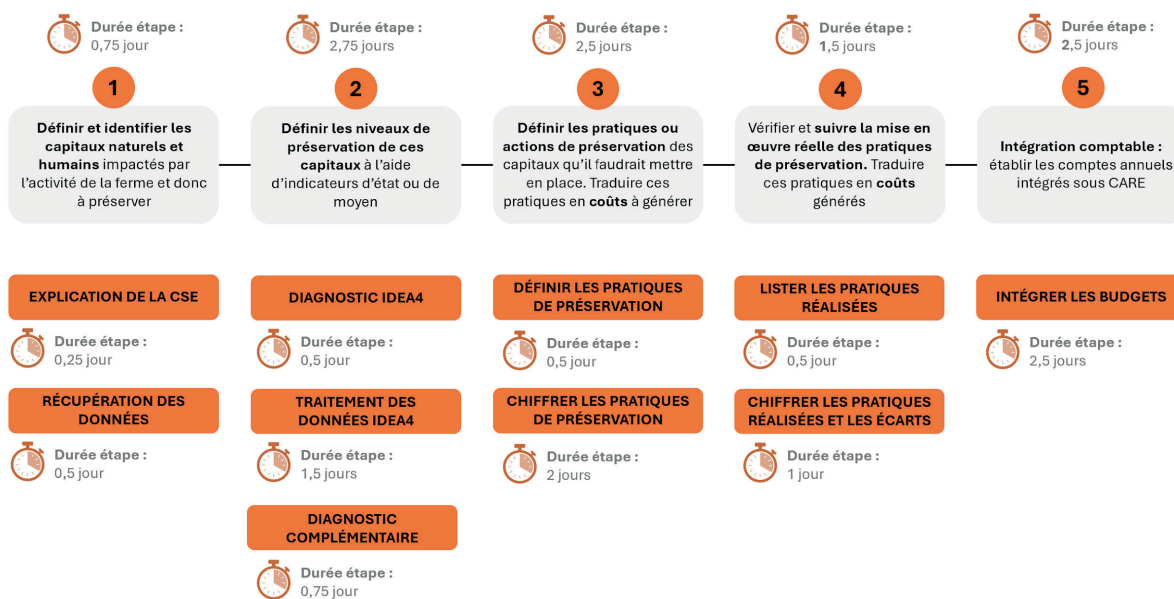 Durée étape :
0,75 jour
1
Définir et identifier les
capitaux naturels et
humains impactés par
l'activité de la ferme et donc
à préserver
Durée étape :
2,75 jours
2
Définir les niveaux de
préservation de ces
capitaux à l'aide
d'indicateurs d'état ou de
moyen
Durée étape :
2,5 jours
3
Définir les pratiques ou
actions de préservation des
capitaux qu'il faudrait mettre
en place. Traduire ces
pratiques en coûts à générer
Durée étape :
1,5 jours
4
Vérifier et suivre la mise en
œuvre réelle des pratiques
de préservation. Traduire
ces pratiques en coûts
générés
Durée étape :
2,5 jours
5
Intégration comptable :
établir les comptes annuels
intégrés sous CARE
EXPLICATION DE LA CSE
Durée étape :
0,25 jour
RÉCUPÉRATION DES
DONNÉES
Durée étape :
0,5 jour
DIAGNOSTIC IDEA4
Durée étape :
0,5 jour
TRAITEMENT DES
DONNÉES IDEA4
Durée étape :
1,5 jours
DIAGNOSTIC
COMPLÉMENTAIRE
Durée étape :
0,75 jour
DÉFINIR LES PRATIQUES
DE PRÉSERVATION
Durée étape :
0,5 jour
CHIFFRER LES PRATIQUES
DE PRÉSERVATION
Durée étape :
2 jours
LISTER LES PRATIQUES
RÉALISÉES
Durée étape :
0,5 jour
CHIFFRER LES PRATIQUES
RÉALISÉES ET LES ÉCARTS
Durée étape :
1 jour
INTÉGRER LES BUDGETS
Durée étape :
2,5 jours